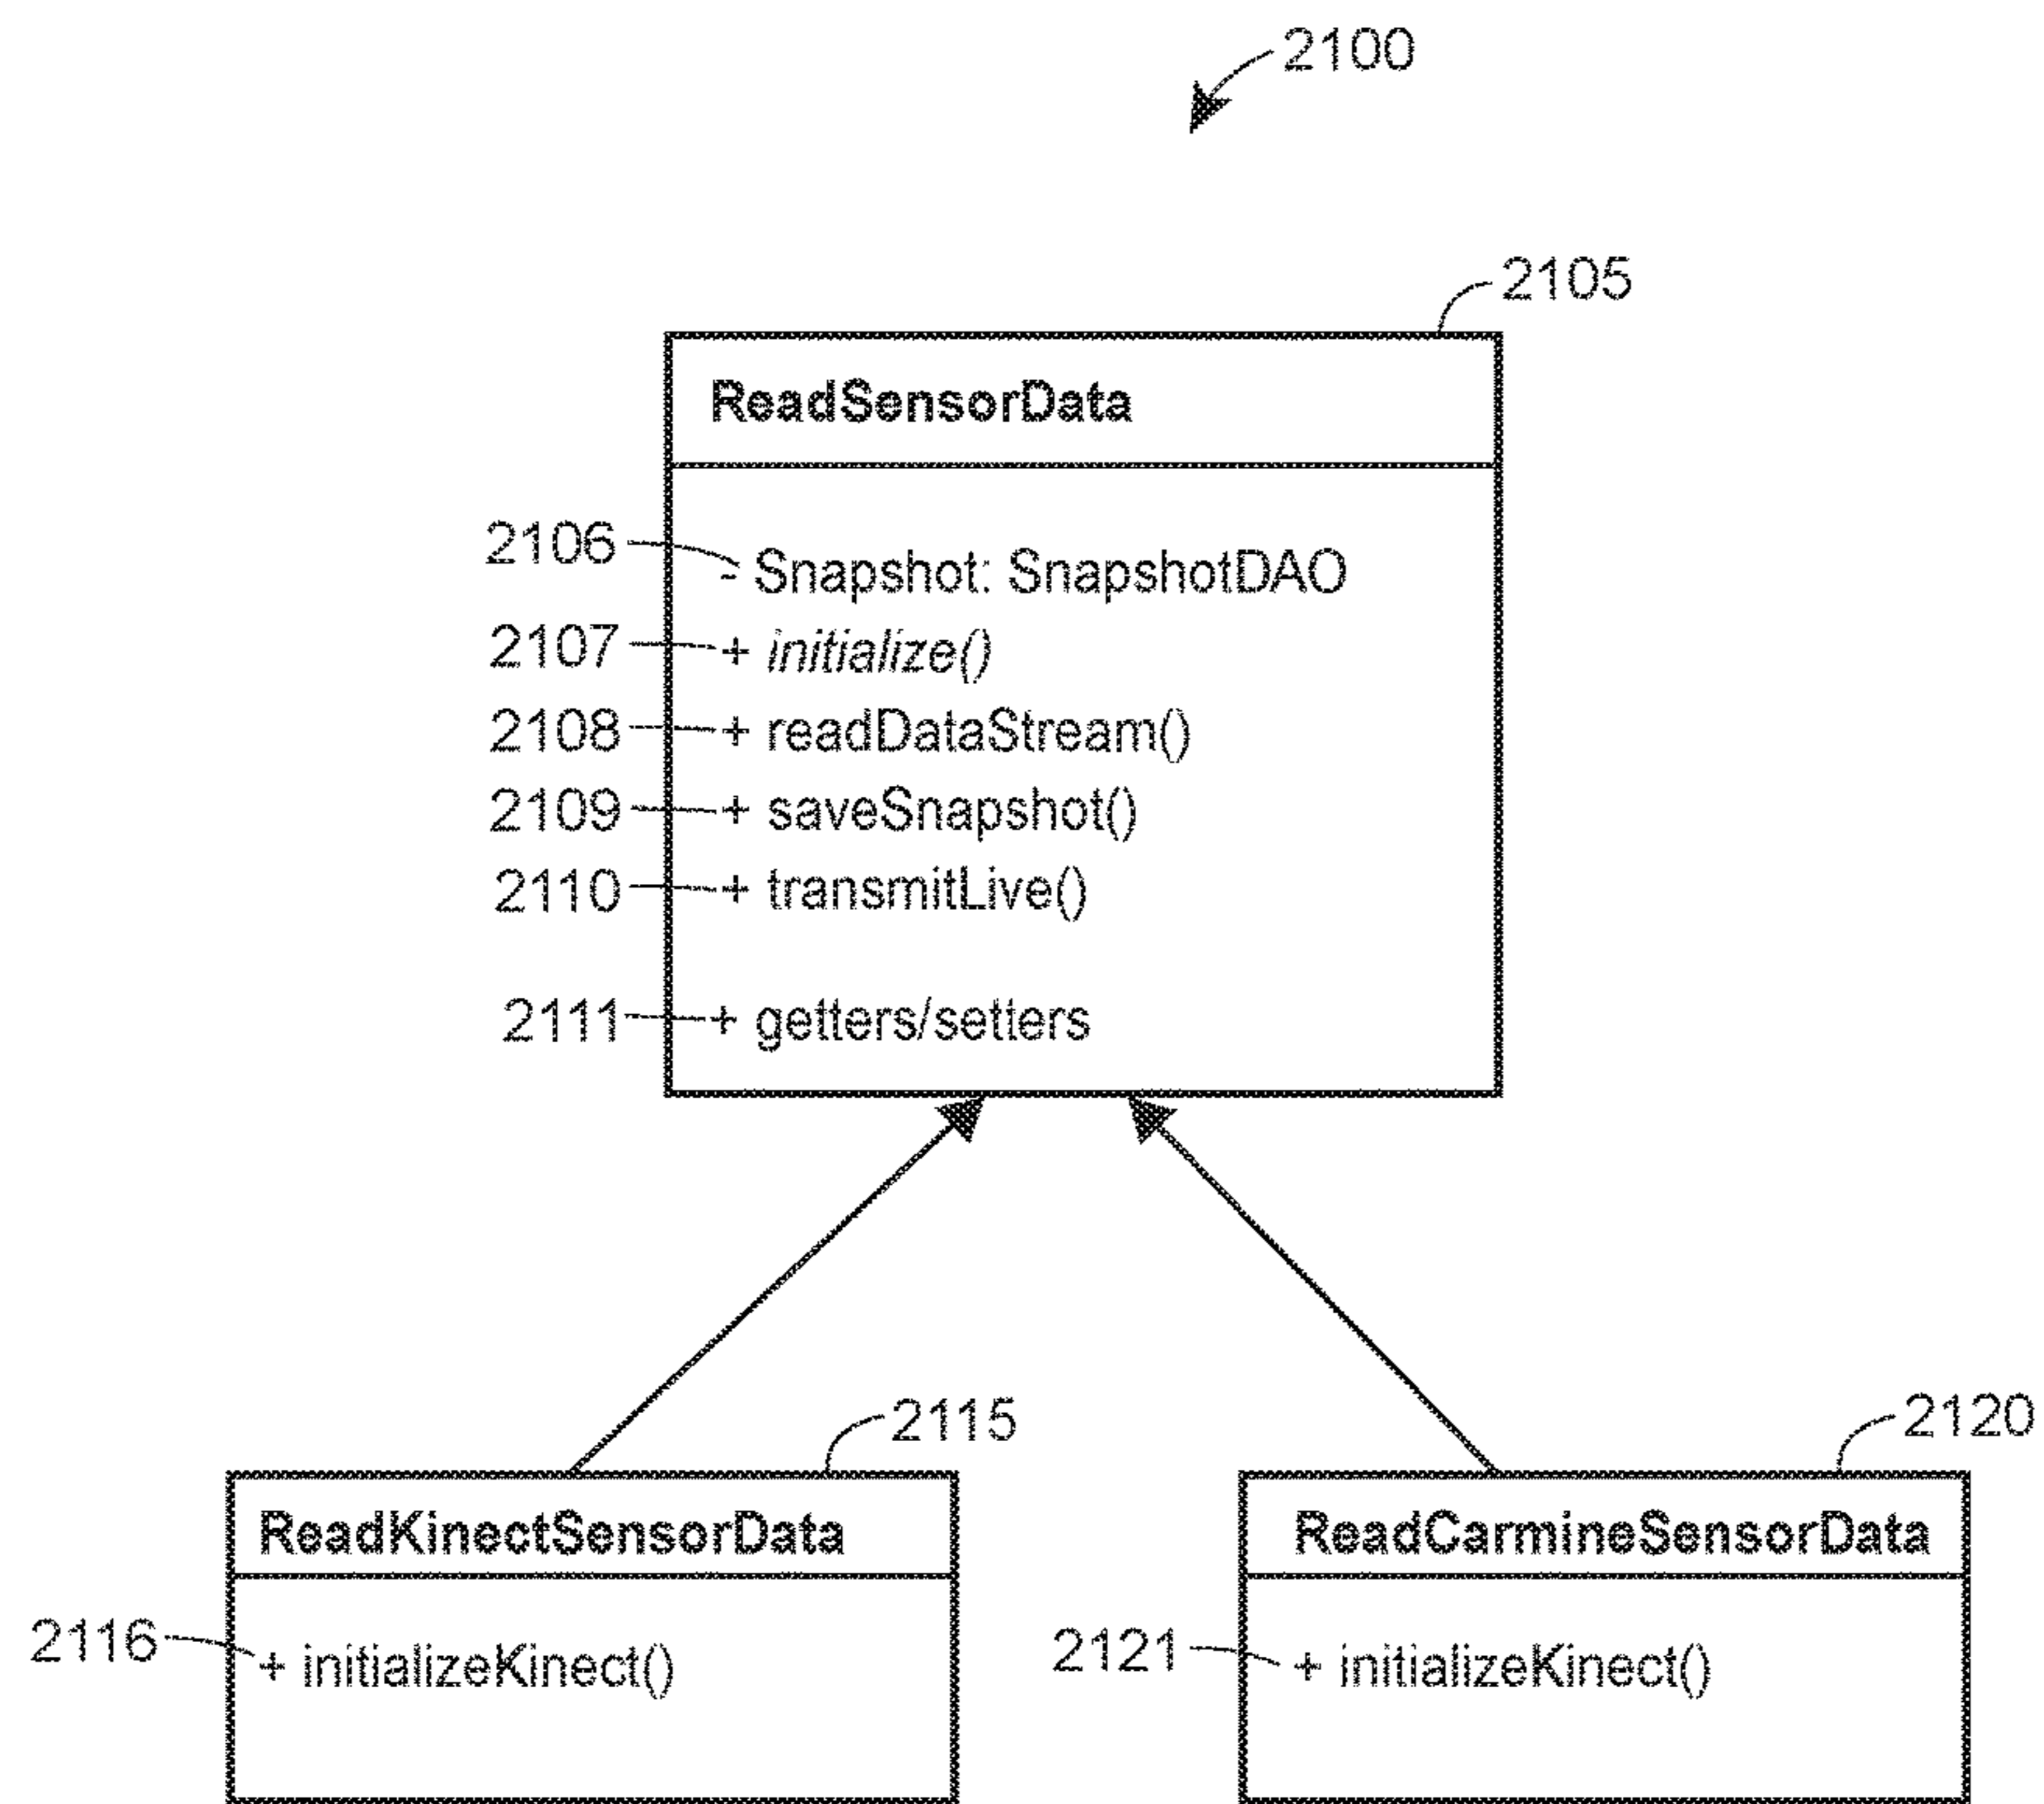 2100
2105
ReadSensorData
2106 - Snapshot: SnapshotDAO
2107 + initialize()
2108 + readDataStream()
2109 + saveSnapshot()
2110 + transmitLive()
2111 + getters/setters
2115
2120
ReadKinectSensorData
ReadCarmineSensorData
2116 + initializeKinect()
2121 + initializeKinect()